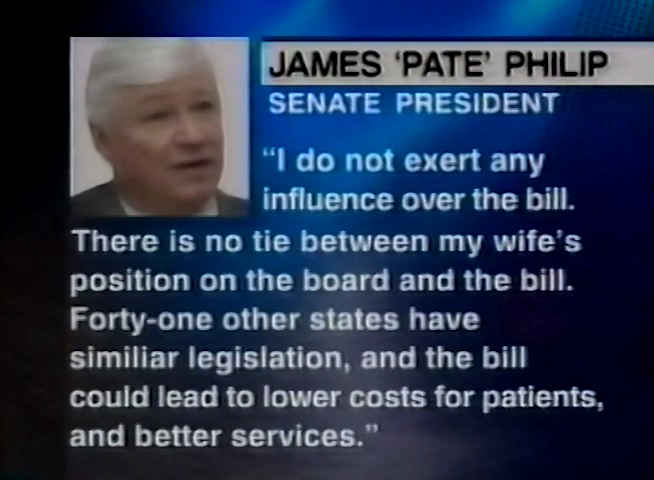 JAMES 'PATE' PHILIP
SENATE PRESIDENT
“I do not exert any
influence over the bill.
There is no tie between my wife's
position on the board and the bill.
Forty-one other states have
similiar legislation, and the bill
could lead to lower costs for patients,
and better services.”